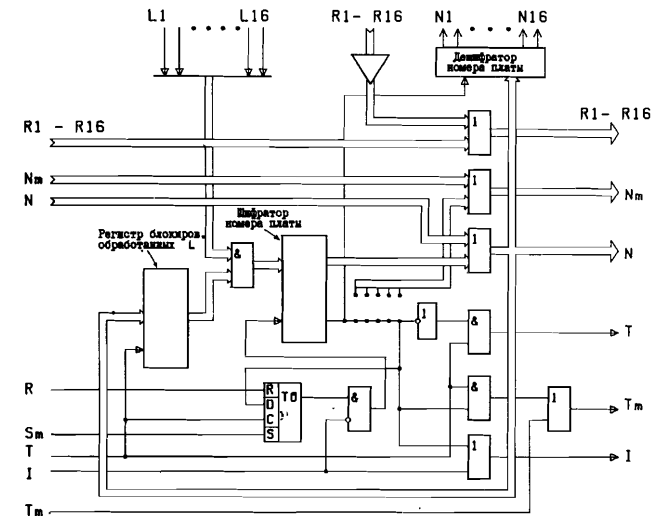 L1 L16 R1- R16 N1 N16
Дешифратор
номера платы
R1 - R16
R1- R16
1
Nm
1
Nm
N
Шифратор
номера платы
Регистр блокиров.
обработанных L
&
1
N
1
&
T
R
R
T0
&
&
1
Tm
D
C
Sm
S
T
1
I
I
Tm